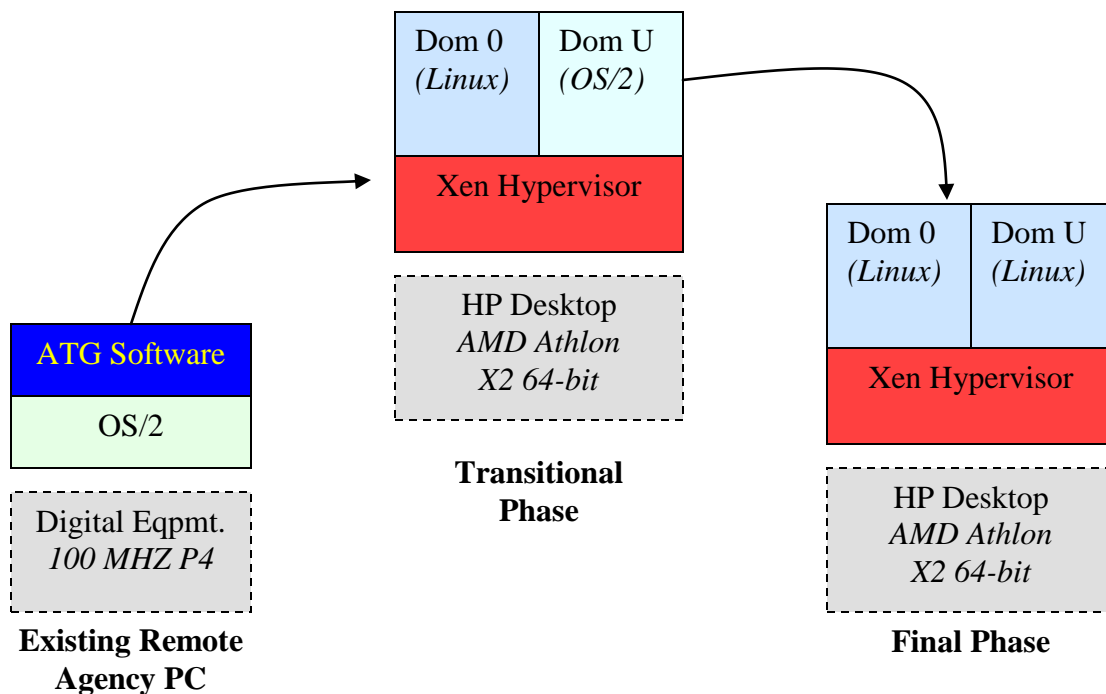 ATG Software
OS/2
Digital Eqpmt.
100 MHZ P4
Existing Remote
Agency PC
Dom 0
(Linux)
Dom U
(OS/2)
Xen Hypervisor
HP Desktop
AMD Athlon
X2 64-bit
Transitional
Phase
Dom 0
(Linux)
Dom U
(Linux)
Xen Hypervisor
HP Desktop
AMD Athlon
X2 64-bit
Final Phase